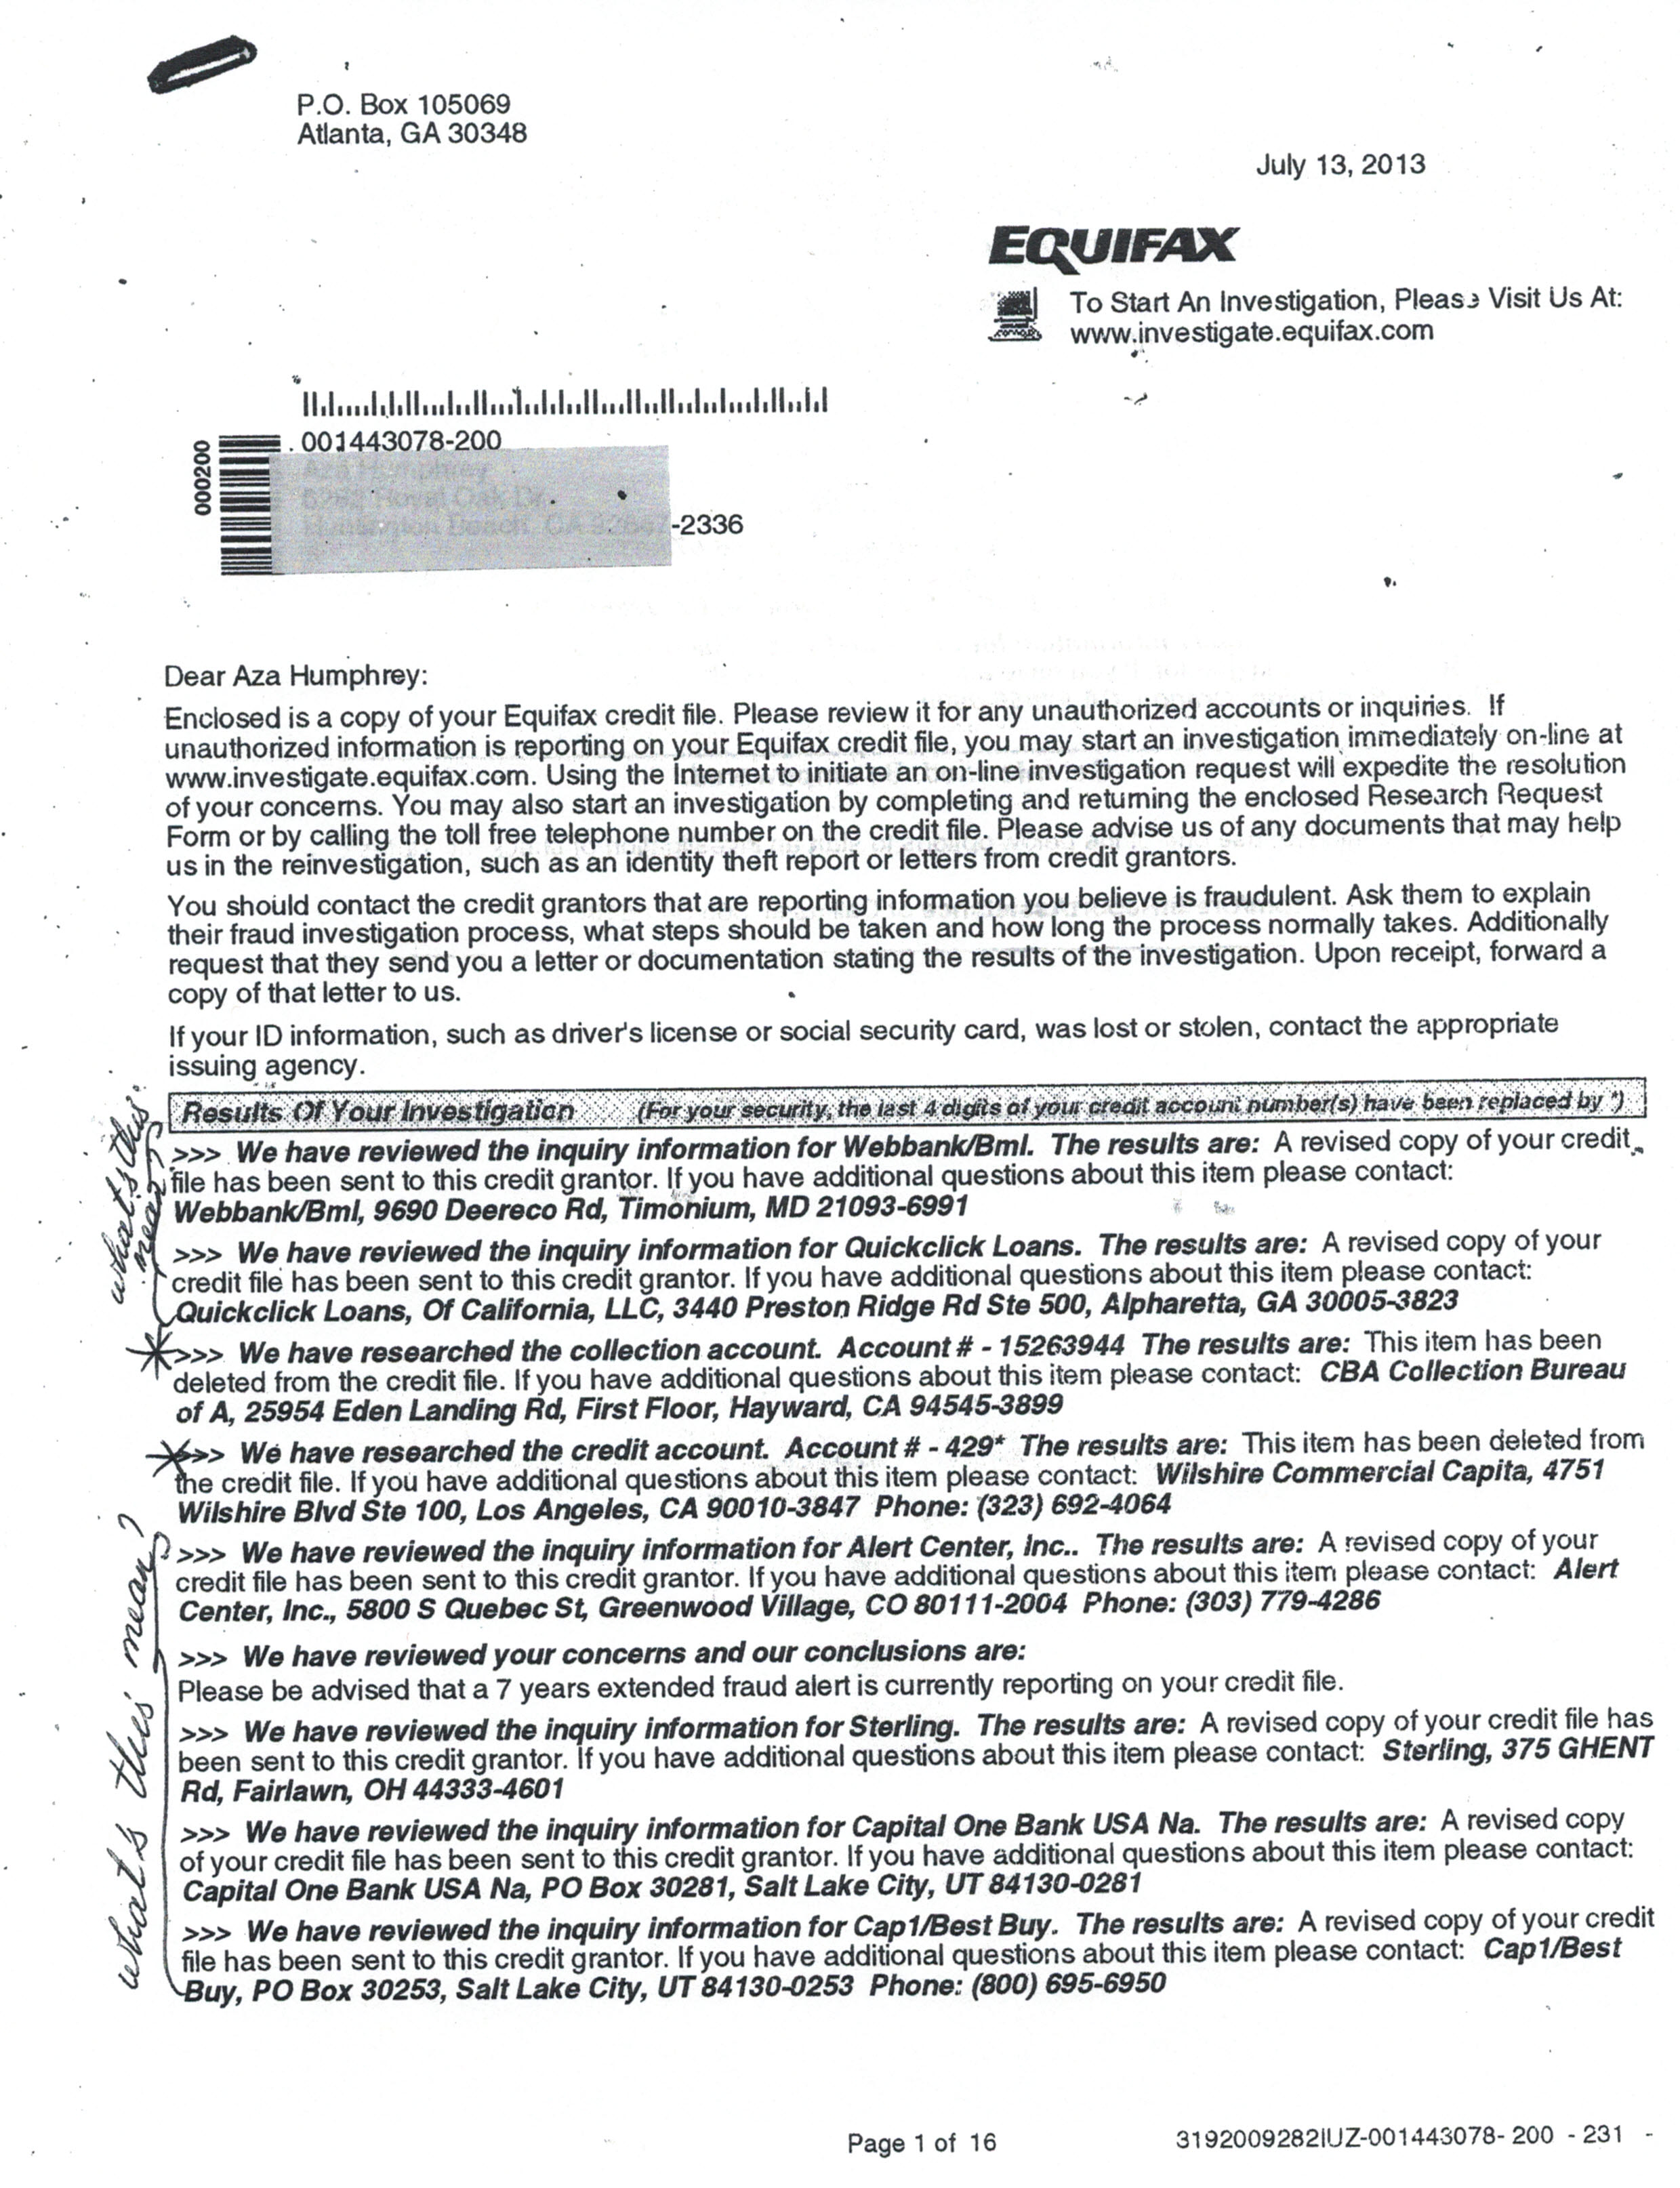 P.O. Box 105069
Atlanta, GA 30348
July 13, 2013
EQUIFAX
To Start An Investigation, Please Visit Us At:
www.investigate.equifax.com
000200
001443078-200
-2336
Dear Aza Humphrey:
Enclosed is a copy of your Equifax credit file. Please review it for any unauthorized accounts or inquiries. If
unauthorized information is reporting on your Equifax credit file, you may start an investigation immediately on-line at
www.investigate.equifax.com. Using the Internet to initiate an on-line investigation request will expedite the resolution
of your concerns. You may also start an investigation by completing and returning the enclosed Research Request
Form or by calling the toll free telephone number on the credit file. Please advise us of any documents that may help
us in the reinvestigation, such as an identity theft report or letters from credit grantors.
You should contact the credit grantors that are reporting information you believe is fraudulent. Ask them to explain
their fraud investigation process, what steps should be taken and how long the process normally takes. Additionally
request that they send you a letter or documentation stating the results of the investigation. Upon receipt, forward a
copy of that letter to us.
If your ID information, such as driver's license or social security card, was lost or stolen, contact the appropriate
issuing agency.
Results Of Your Investigation (For your security, the last 4 digits of your credit account number(s) have been replaced by *)
what's this
mean?
>>> We have reviewed the inquiry information for Webbank/Bml. The results are: A revised copy of your credit
file has been sent to this credit grantor. If you have additional questions about this item please contact:
Webbank/Bml, 9690 Deereco Rd, Timonium, MD 21093-6991
>>> We have reviewed the inquiry information for Quickclick Loans. The results are: A revised copy of your
credit file has been sent to this credit grantor. If you have additional questions about this item please contact:
Quickclick Loans, Of California, LLC, 3440 Preston Ridge Rd Ste 500, Alpharetta, GA 30005-3823
>>> We have researched the collection account. Account # - 15263944 The results are: This item has been
deleted from the credit file. If you have additional questions about this item please contact: CBA Collection Bureau
of A, 25954 Eden Landing Rd, First Floor, Hayward, CA 94545-3899
>>> We have researched the credit account. Account # - 429* The results are: This item has been deleted from
the credit file. If you have additional questions about this item please contact: Wilshire Commercial Capita, 4751
Wilshire Blvd Ste 100, Los Angeles, CA 90010-3847 Phone: (323) 692-4064
what's this mean?
>>> We have reviewed the inquiry information for Alert Center, Inc.. The results are: A revised copy of your
credit file has been sent to this credit grantor. If you have additional questions about this item please contact: Alert
Center, Inc., 5800 S Quebec St, Greenwood Village, CO 80111-2004 Phone: (303) 779-4286
>>> We have reviewed your concerns and our conclusions are:
Please be advised that a 7 years extended fraud alert is currently reporting on your credit file.
>>> We have reviewed the inquiry information for Sterling. The results are: A revised copy of your credit file has
been sent to this credit grantor. If you have additional questions about this item please contact: Sterling, 375 GHENT
Rd, Fairlawn, OH 44333-4601
>>> We have reviewed the inquiry information for Capital One Bank USA Na. The results are: A revised copy
of your credit file has been sent to this credit grantor. If you have additional questions about this item please contact:
Capital One Bank USA Na, PO Box 30281, Salt Lake City, UT 84130-0281
>>> We have reviewed the inquiry information for Cap1/Best Buy. The results are: A revised copy of your credit
file has been sent to this credit grantor. If you have additional questions about this item please contact: Cap1/Best
Buy, PO Box 30253, Salt Lake City, UT 84130-0253 Phone: (800) 695-6950
Page 1 of 16
3192009282IUZ-001443078- 200 - 231 -